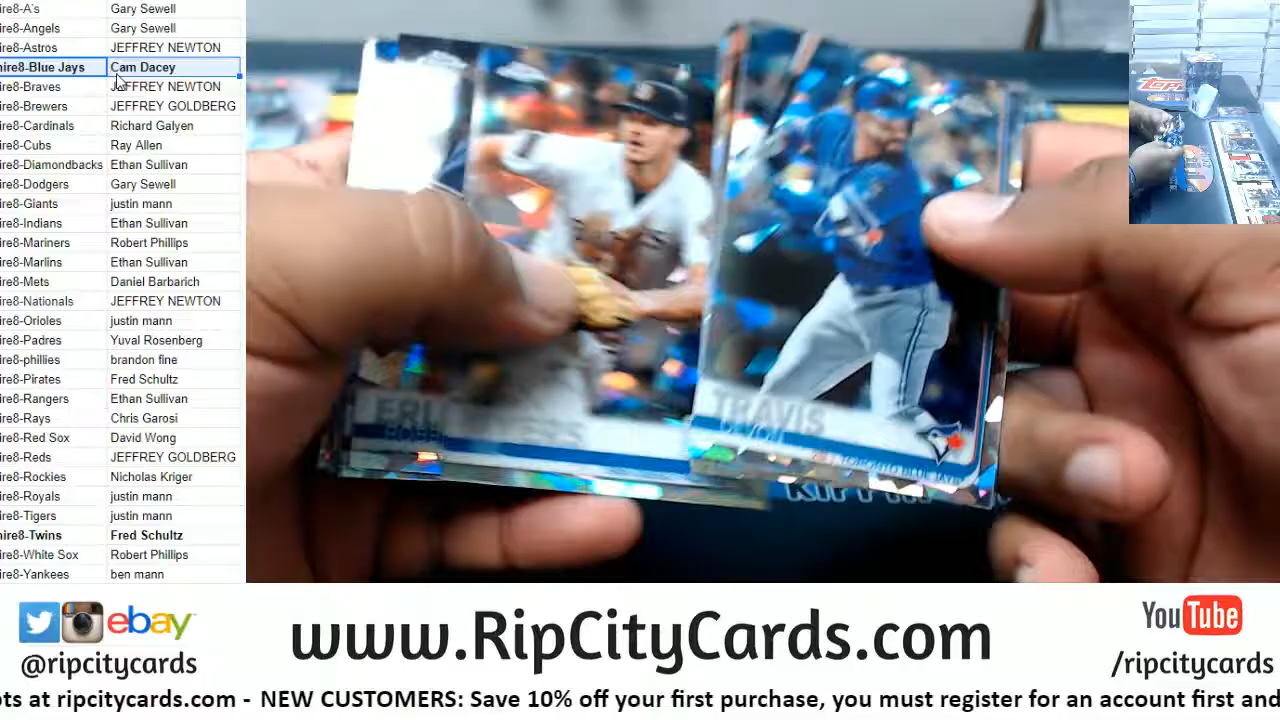 ire8-A's Gary Sewell
ire8-Angels Gary Sewell
ire8-Astros JEFFREY NEWTON
hire8-Blue Jays Cam Dacey
ire8-Braves JEFFREY NEWTON
ire8-Brewers JEFFREY GOLDBERG
ire8-Cardinals Richard Galyen
ire8-Cubs Ray Allen
ire8-Diamondbacks Ethan Sullivan
ire8-Dodgers Gary Sewell
ire8-Giants justin mann
ire8-Indians Ethan Sullivan
ire8-Mariners Robert Phillips
ire8-Marlins Ethan Sullivan
ire8-Mets Daniel Barbarich
ire8-Nationals JEFFREY NEWTON
ire8-Orioles justin mann
ire8-Padres Yuval Rosenberg
ire8-phillies brandon fine
ire8-Pirates Fred Schultz
ire8-Rangers Ethan Sullivan
ire8-Rays Chris Garosi
ire8-Red Sox David Wong
ire8-Reds JEFFREY GOLDBERG
ire8-Rockies Nicholas Kriger
ire8-Royals justin mann
ire8-Tigers justin mann
hire8-Twins Fred Schultz
ire8-White Sox Robert Phillips
ire8-Yankees ben mann
TRAVIS
TORONTO BLUE JAYS
topps
ebay
@ripcitycards
www.RipCityCards.com
YouTube
/ripcitycards
ots at ripcitycards.com - NEW CUSTOMERS: Save 10% off your first purchase, you must register for an account first and